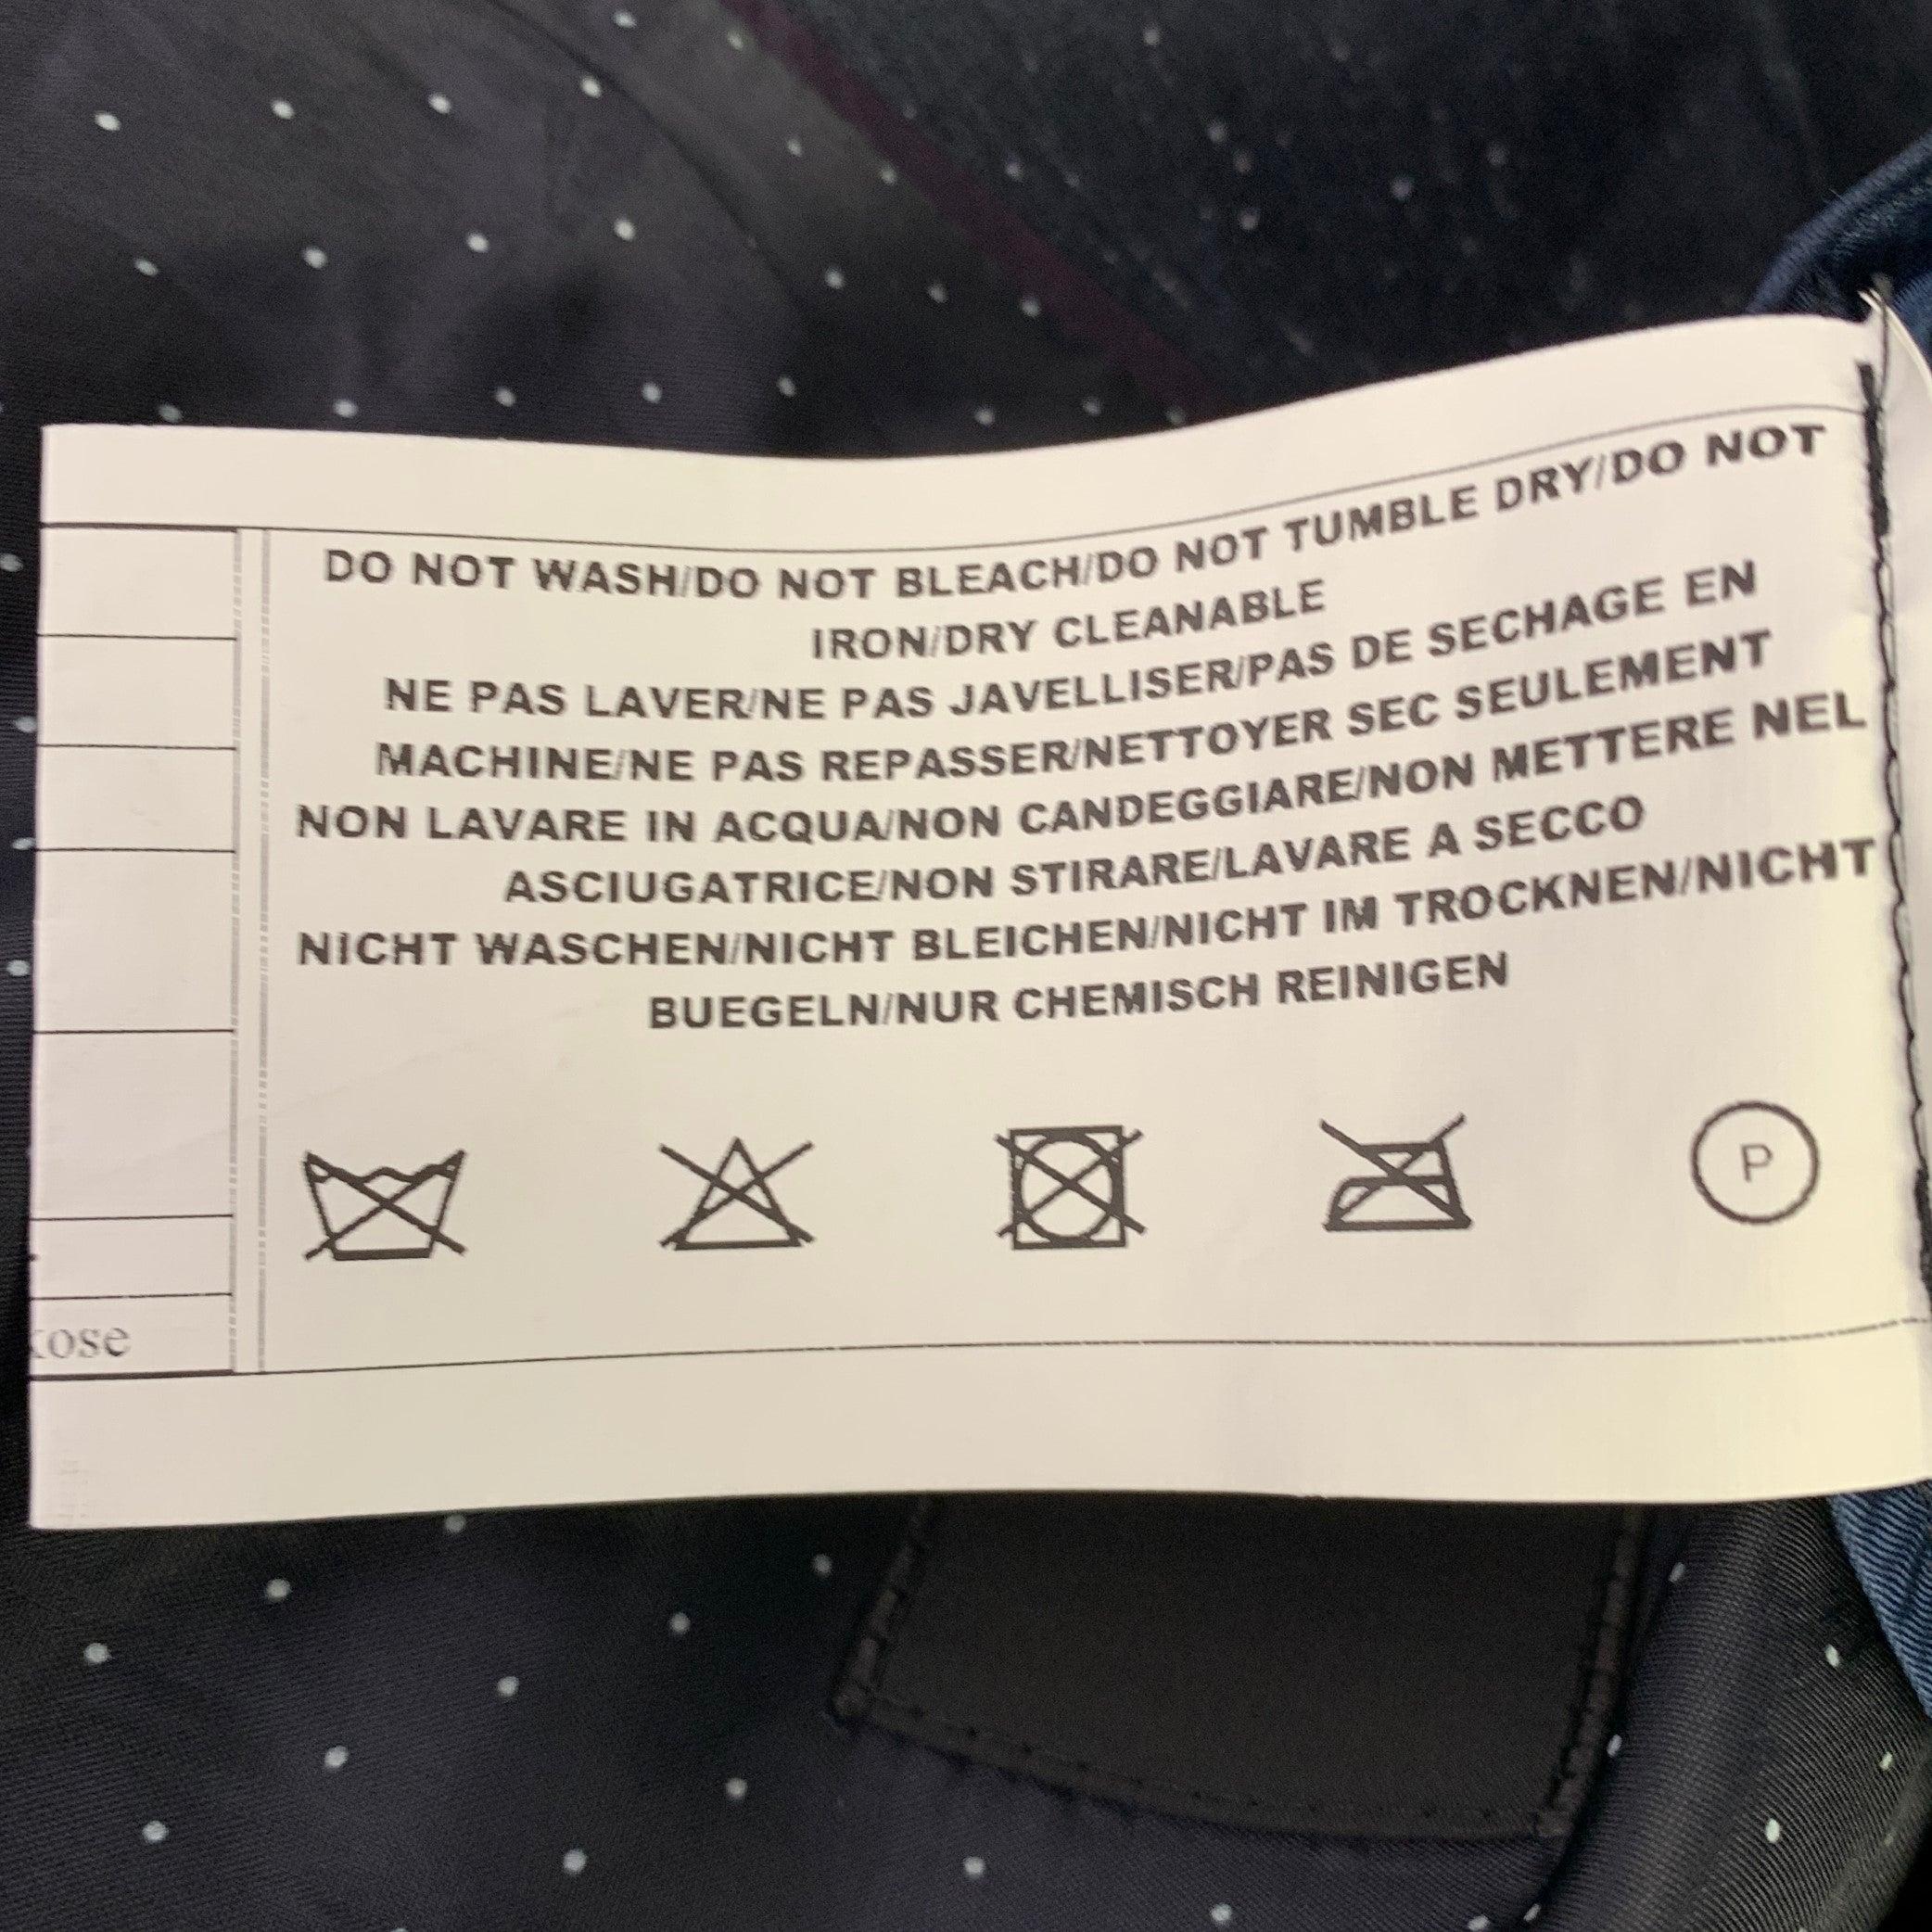 DO NOT WASH/DO NOT BLEACH/DO NOT TUMBLE DRY/DO NOT
IRON/DRY CLEANABLE
NE PAS LAVER/NE PAS JAVELLISER/PAS DE SECHAGE EN
MACHINE/NE PAS REPASSER/NETTOYER SEC SEULEMENT
NON LAVARE IN ACQUA/NON CANDEGGIARE/NON METTERE NEL
ASCIUGATRICE/NON STIRARE/LAVARE A SECCO
NICHT WASCHEN/NICHT BLEICHEN/NICHT IM TROCKNEN/NICHT
BUEGELN/NUR CHEMISCH REINIGEN
P